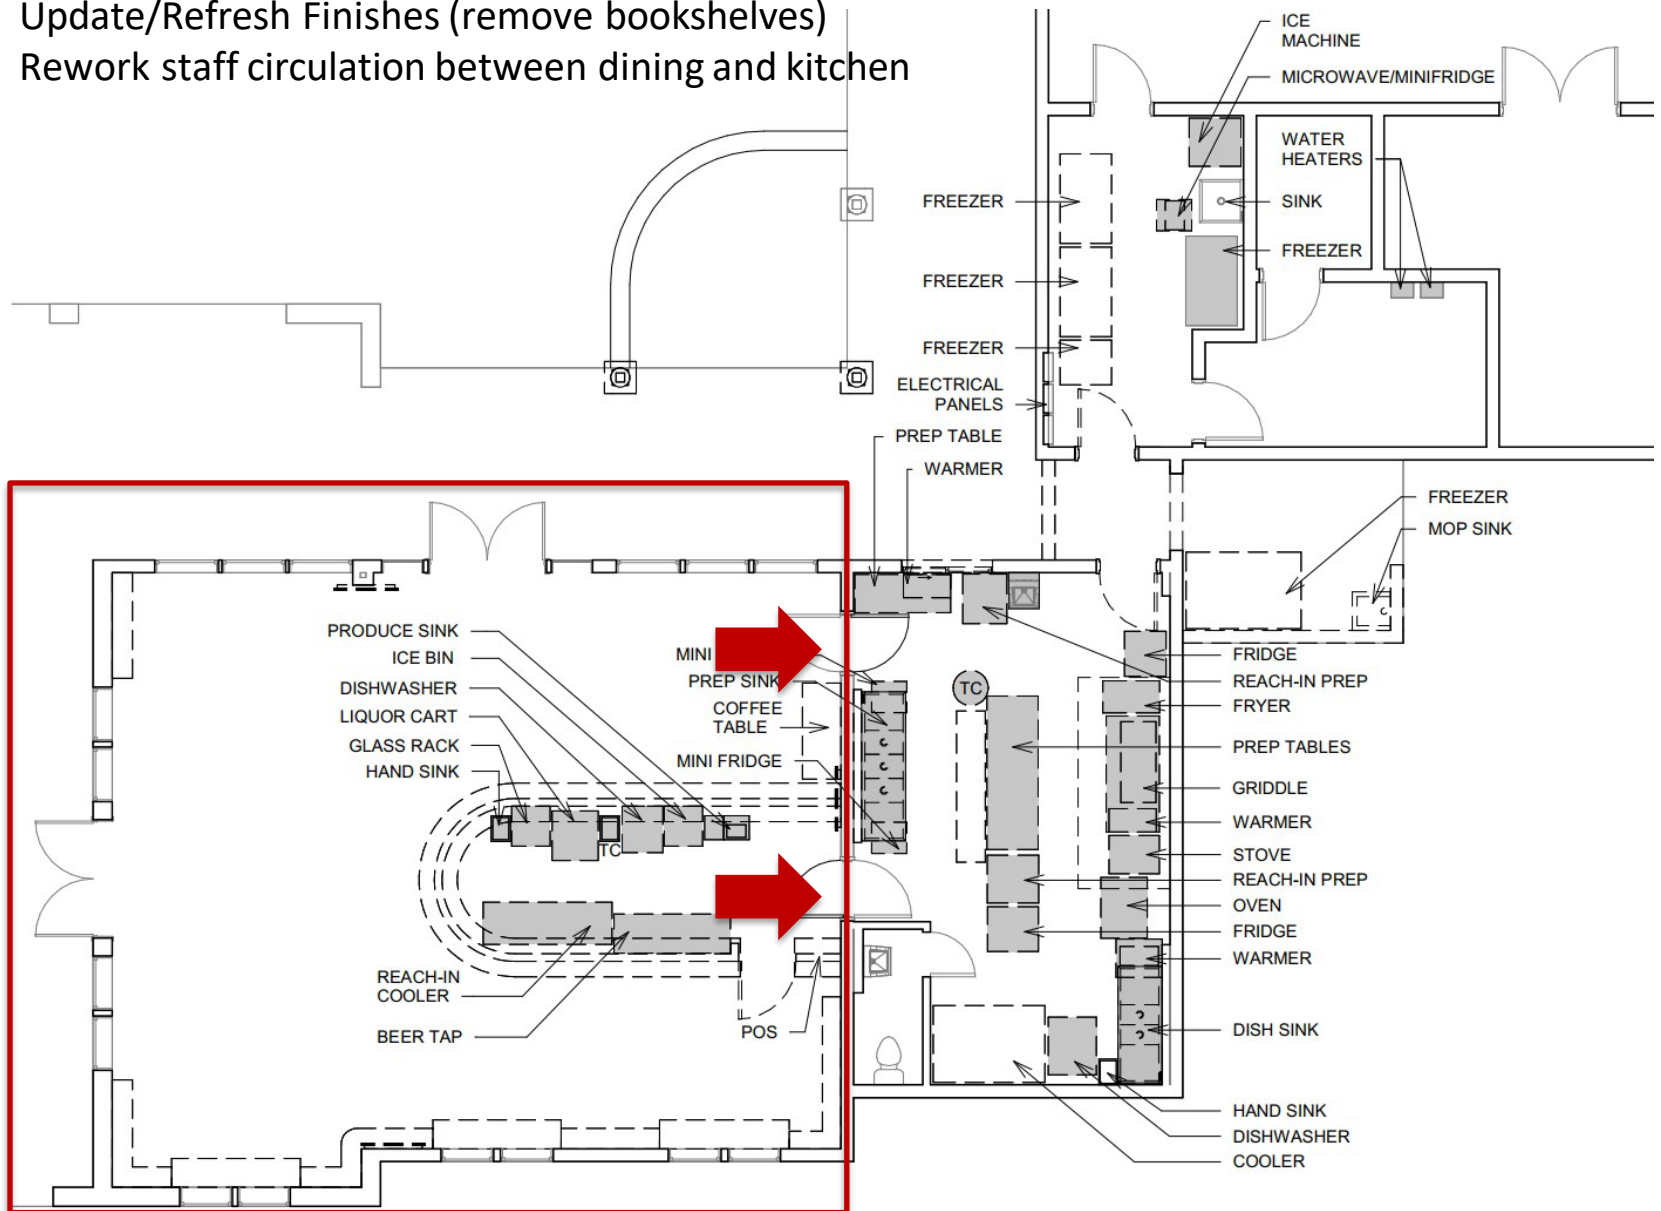 Update/Refresh Finishes (remove bookshelves)
Rework staff circulation between dining and kitchen
ICE
MACHINE
MICROWAVE/MINIFRIDGE
WATER
HEATERS
FREEZER
SINK
FREEZER
FREEZER
FREEZER
ELECTRICAL
PANELS
PREP TABLE
WARMER
FREEZER
MOP SINK
PRODUCE SINK
ICE BIN
DISHWASHER
LIQUOR CART
GLASS RACK
HAND SINK
TC
REACH-IN
COOLER
BEER TAP
POS
MINI
PREP SINK
COFFEE
TABLE
MINI FRIDGE
TC
FRIDGE
REACH-IN PREP
FRYER
PREP TABLES
GRIDDLE
WARMER
STOVE
REACH-IN PREP
OVEN
FRIDGE
WARMER
DISH SINK
HAND SINK
DISHWASHER
COOLER